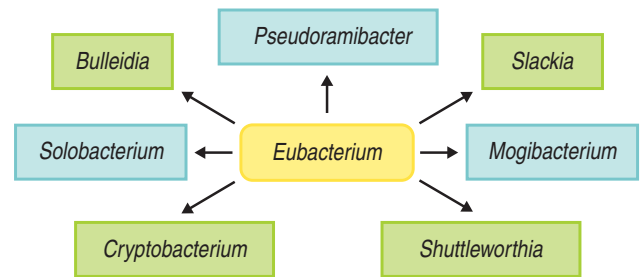 Pseudoramibacter
Bulleidia
Slackia
Solobacterium
Eubacterium
Mogibacterium
Cryptobacterium
Shuttleworthia